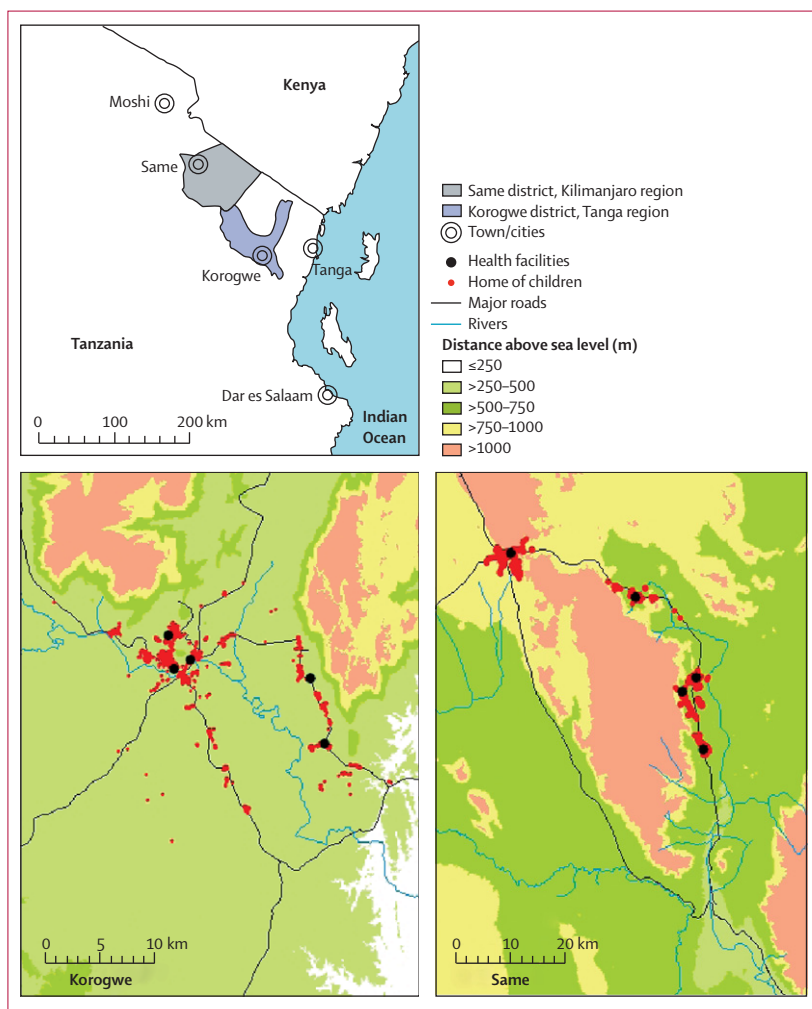 Kenya
Moshi
Same
Korogwe
Tanga
Tanzania
Dar es Salaam
Indian
Ocean
0 100 200 km
Same district, Kilimanjaro region
Korogwe district, Tanga region
Town/cities
Health facilities
Home of children
Major roads
Rivers
Distance above sea level (m)
≤250
>250–500
>500–750
>750–1000
>1000
0 5 10 km
Korogwe
0 10 20 km
Same